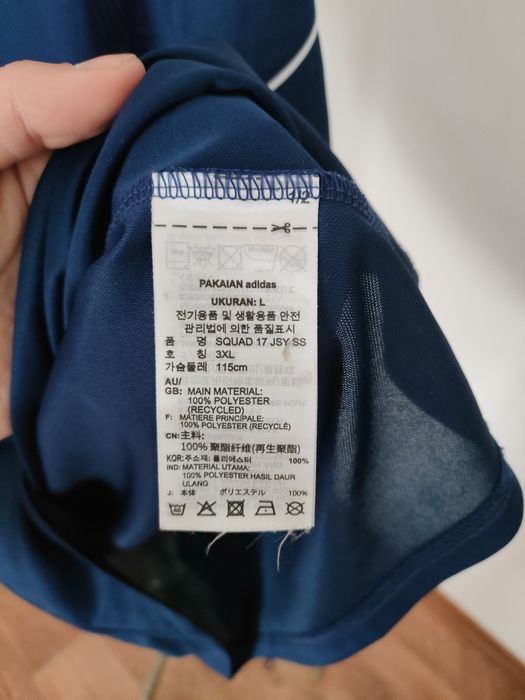 1/2
PAKAIAN adidas
UKURAN: L
전기용품 및 생활용품 안전
관리법에 의한 품질표시
품 명 SQUAD 17 JSY SS
호 칭 3XL
가슴둘레 115cm
AU/
GB: MAIN MATERIAL:
100% POLYESTER
(RECYCLED)
F: MATIERE PRINCIPALE:
100% POLYESTER (RECYCLÉ)
CN: 主料:
100% 聚酯纤维(再生聚酯)
KOR: 주소재: 폴리에스터 100%
IND: MATERIAL UTAMA:
100% POLYESTER HASIL DAUR
ULANG
J: 本体 ポリエステル 100%